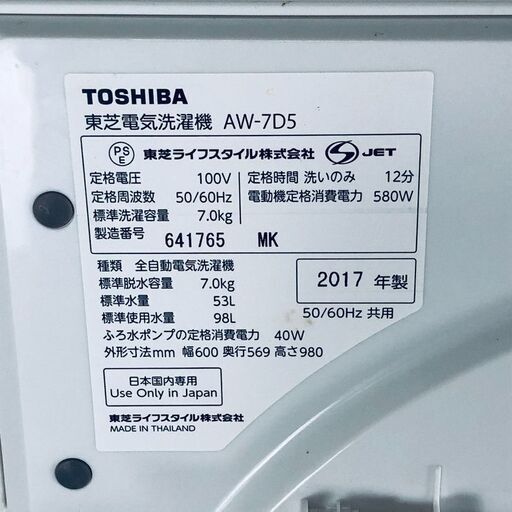 TOSHIBA
東芝電気洗濯機 AW-7D5
PSE 東芝ライフスタイル株式会社 S JET
定格電圧 100V 定格時間 洗いのみ 12分
定格周波数 50/60Hz 電動機定格消費電力 580W
標準洗濯容量 7.0kg
製造番号 641765 MK
種類 全自動電気洗濯機
標準脱水容量 7.0kg 2017 年製
標準水量 53L
標準使用水量 98L 50/60Hz 共用
ふろ水ポンプの定格消費電力 40W
外形寸法mm 幅600 奥行569 高さ980
日本国内専用
Use Only in Japan
東芝ライフスタイル株式会社
MADE IN THAILAND